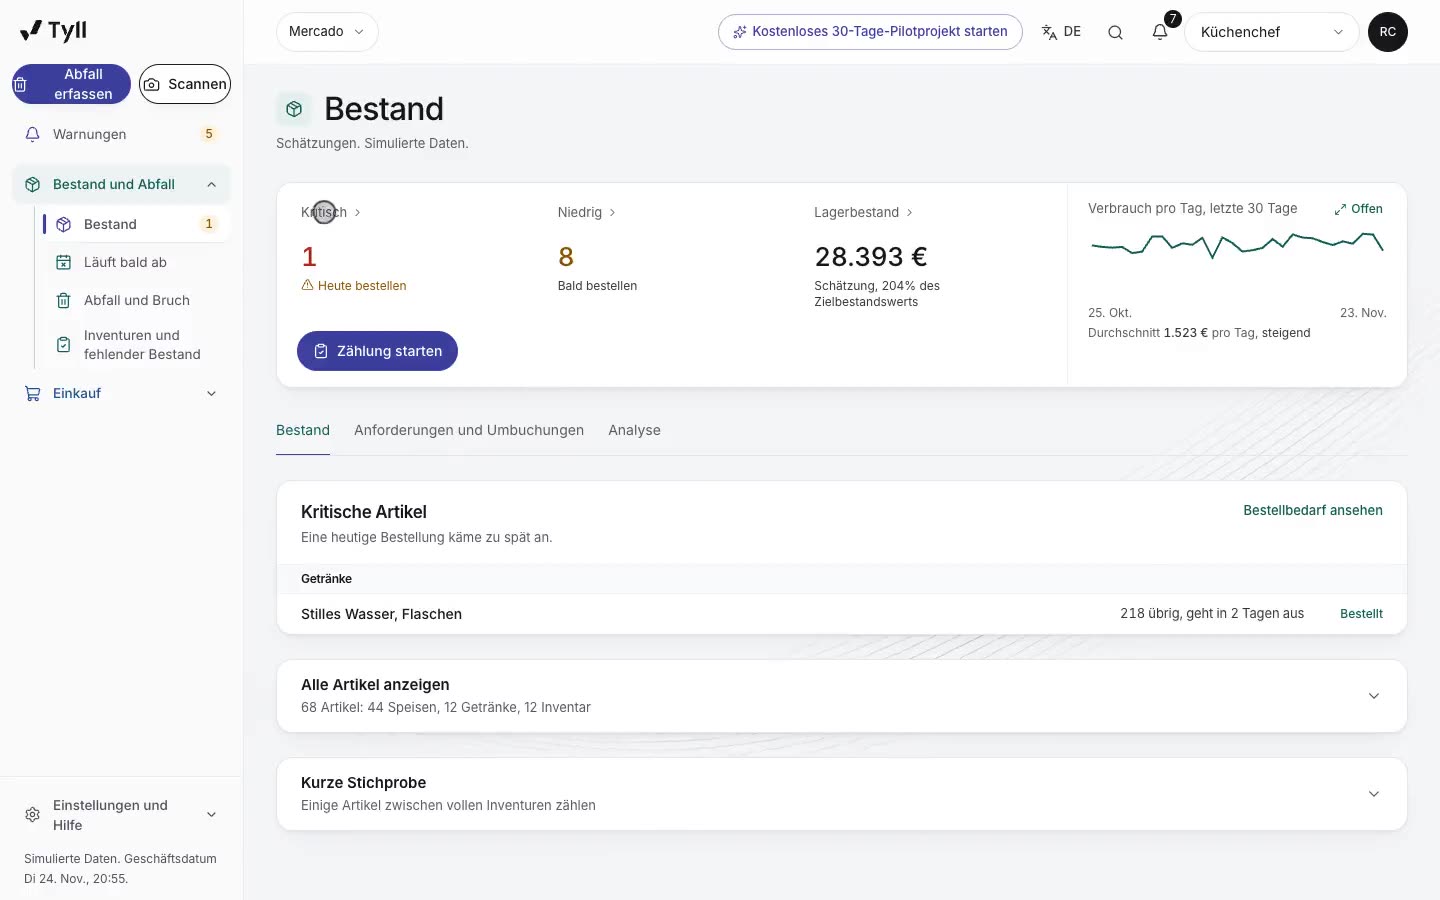 Tyll
Abfall erfassen
Scannen
Warnungen 5
Bestand und Abfall
Bestand 1
Läuft bald ab
Abfall und Bruch
Inventuren und
fehlender Bestand
Einkauf
Einstellungen und
Hilfe
Simulierte Daten. Geschäftsdatum
Di 24. Nov., 20:55.
Mercado
Kostenloses 30-Tage-Pilotprojekt starten
DE
7
Küchenchef
RC
Bestand
Schätzungen. Simulierte Daten.
Kritisch
1
Heute bestellen
Niedrig
8
Bald bestellen
Lagerbestand
28.393 €
Schätzung, 204% des
Zielbestandswerts
Zählung starten
Verbrauch pro Tag, letzte 30 Tage
Offen
25. Okt.
23. Nov.
Durchschnitt 1.523 € pro Tag, steigend
Bestand
Anforderungen und Umbuchungen
Analyse
Kritische Artikel
Bestellbedarf ansehen
Eine heutige Bestellung käme zu spät an.
Getränke
Stilles Wasser, Flaschen
218 übrig, geht in 2 Tagen aus
Bestellt
Alle Artikel anzeigen
68 Artikel: 44 Speisen, 12 Getränke, 12 Inventar
Kurze Stichprobe
Einige Artikel zwischen vollen Inventuren zählen